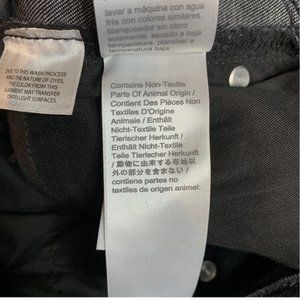 lavar a máquina con agua
fria con colores similares.
blanqueador sin cloro
solamente. secado a baja
temperatura. planchar a
baja temperatura.
DUE TO THIS WASH PROCESS
AND THE NATURE OF DYES,
THE COLOR FROM THIS
GARMENT MAY TRANSFER
ONTO LIGHT SURFACES.
Contains Non-Textile
Parts Of Animal Origin /
Contient Des Pièces Non
Textiles D'Origine
Animale / Enthält
Nicht-Textile Teile
Tierischer Herkunft /
Enthält Nicht-Textile
Teile Tierischer Herkunft
/ 動物に由来する布地以
外の部分を含まい /
contiene partes no
textiles de origen animal: